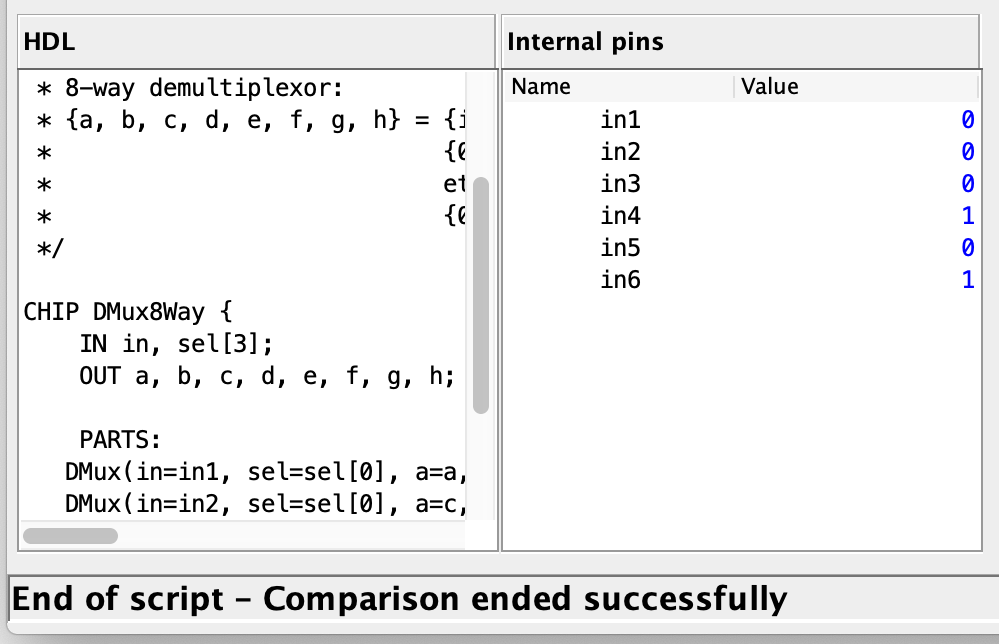 HDL
* 8-way demultiplexor:
* {a, b, c, d, e, f, g, h} = {i
* {0
* et
* {0
*/
CHIP DMux8Way {
IN in, sel[3];
OUT a, b, c, d, e, f, g, h;
PARTS:
DMux(in=in1, sel=sel[0], a=a,
DMux(in=in2, sel=sel[0], a=c,
Internal pins
Name Value
in1 0
in2 0
in3 0
in4 1
in5 0
in6 1
End of script - Comparison ended successfully